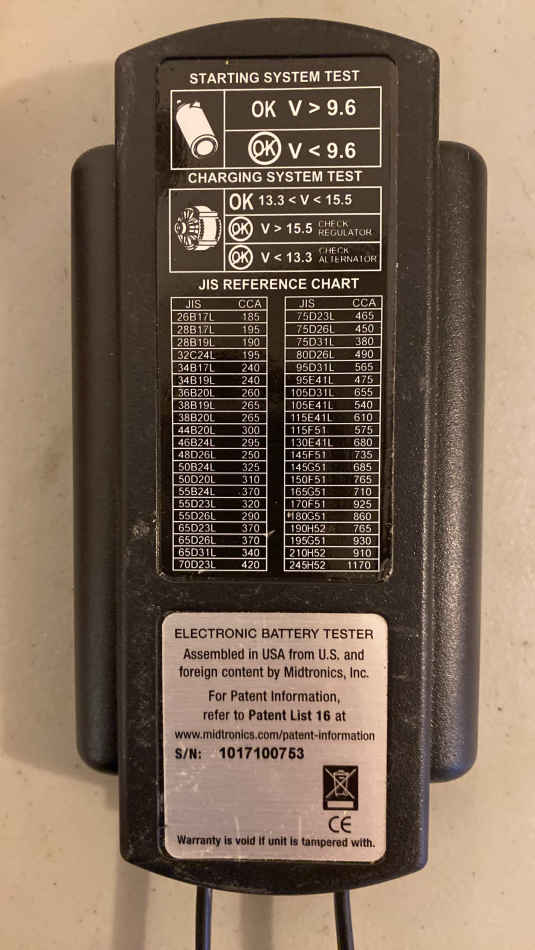 STARTING SYSTEM TEST
OK V > 9.6
OK V < 9.6
CHARGING SYSTEM TEST
OK 13.3 < V < 15.5
OK V > 15.5 CHECK REGULATOR
OK V < 13.3 CHECK ALTERNATOR
JIS REFERENCE CHART
JIS CCA
26B17L 185
28B17L 195
28B19L 190
32C24L 195
34B17L 240
34B19L 240
36B20L 260
38B19L 265
38B20L 265
44B20L 300
46B24L 295
48D26L 250
50B24L 325
50D20L 310
55B24L 370
55D23L 320
55D26L 290
65D23L 370
65D26L 370
65D31L 340
70D23L 420
JIS CCA
75D23L 465
75D26L 450
75D31L 380
80D26L 490
95D31L 565
95E41L 475
105D31L 655
105E41L 540
115E41L 610
115F51 575
130E41L 680
145F51 735
145G51 685
150F51 765
165G51 710
170F51 925
180G51 860
190H52 765
195G51 930
210H52 910
245H52 1170
ELECTRONIC BATTERY TESTER
Assembled in USA from U.S. and
foreign content by Midtronics, Inc.
For Patent Information,
refer to Patent List 16 at
www.midtronics.com/patent-information
S/N: 1017100753
CE
Warranty is void if unit is tampered with.